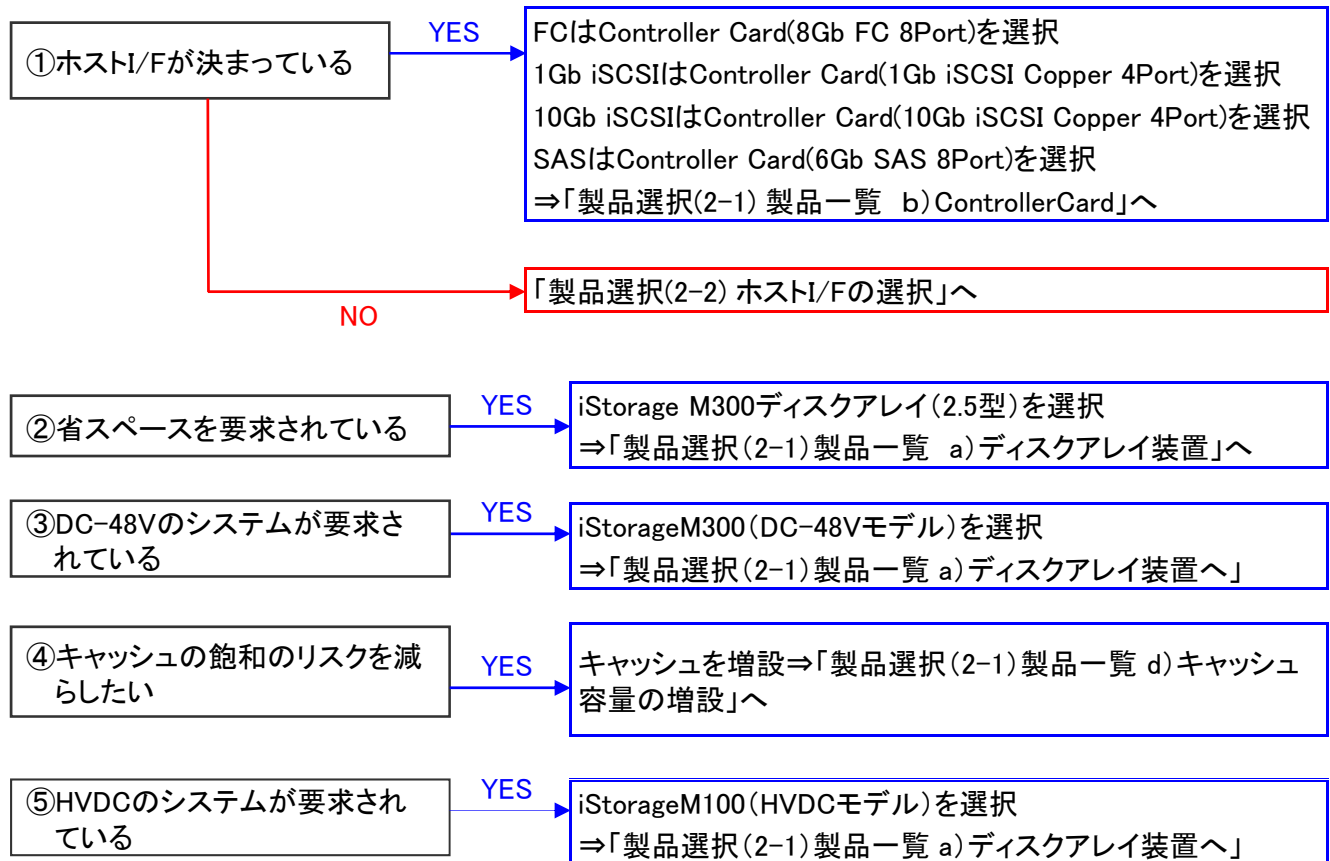 ①ホストI/Fが決まっている
YES
FCはController Card(8Gb FC 8Port)を選択
1Gb iSCSIはController Card(1Gb iSCSI Copper 4Port)を選択
10Gb iSCSIはController Card(10Gb iSCSI Copper 4Port)を選択
SASはController Card(6Gb SAS 8Port)を選択
⇒「製品選択(2-1) 製品一覧　b)ControllerCard」へ
NO
「製品選択(2-2) ホストI/Fの選択」へ
②省スペースを要求されている
YES
iStorage M300ディスクアレイ(2.5型)を選択
⇒「製品選択(2-1)製品一覧　a)ディスクアレイ装置」へ
③DC-48Vのシステムが要求さ
れている
YES
iStorageM300(DC-48Vモデル)を選択
⇒「製品選択(2-1)製品一覧 a)ディスクアレイ装置へ」
④キャッシュの飽和のリスクを減
らしたい
YES
キャッシュを増設⇒「製品選択(2-1)製品一覧 d)キャッシュ
容量の増設」へ
⑤HVDCのシステムが要求され
ている
YES
iStorageM100(HVDCモデル)を選択
⇒「製品選択(2-1)製品一覧 a)ディスクアレイ装置へ」